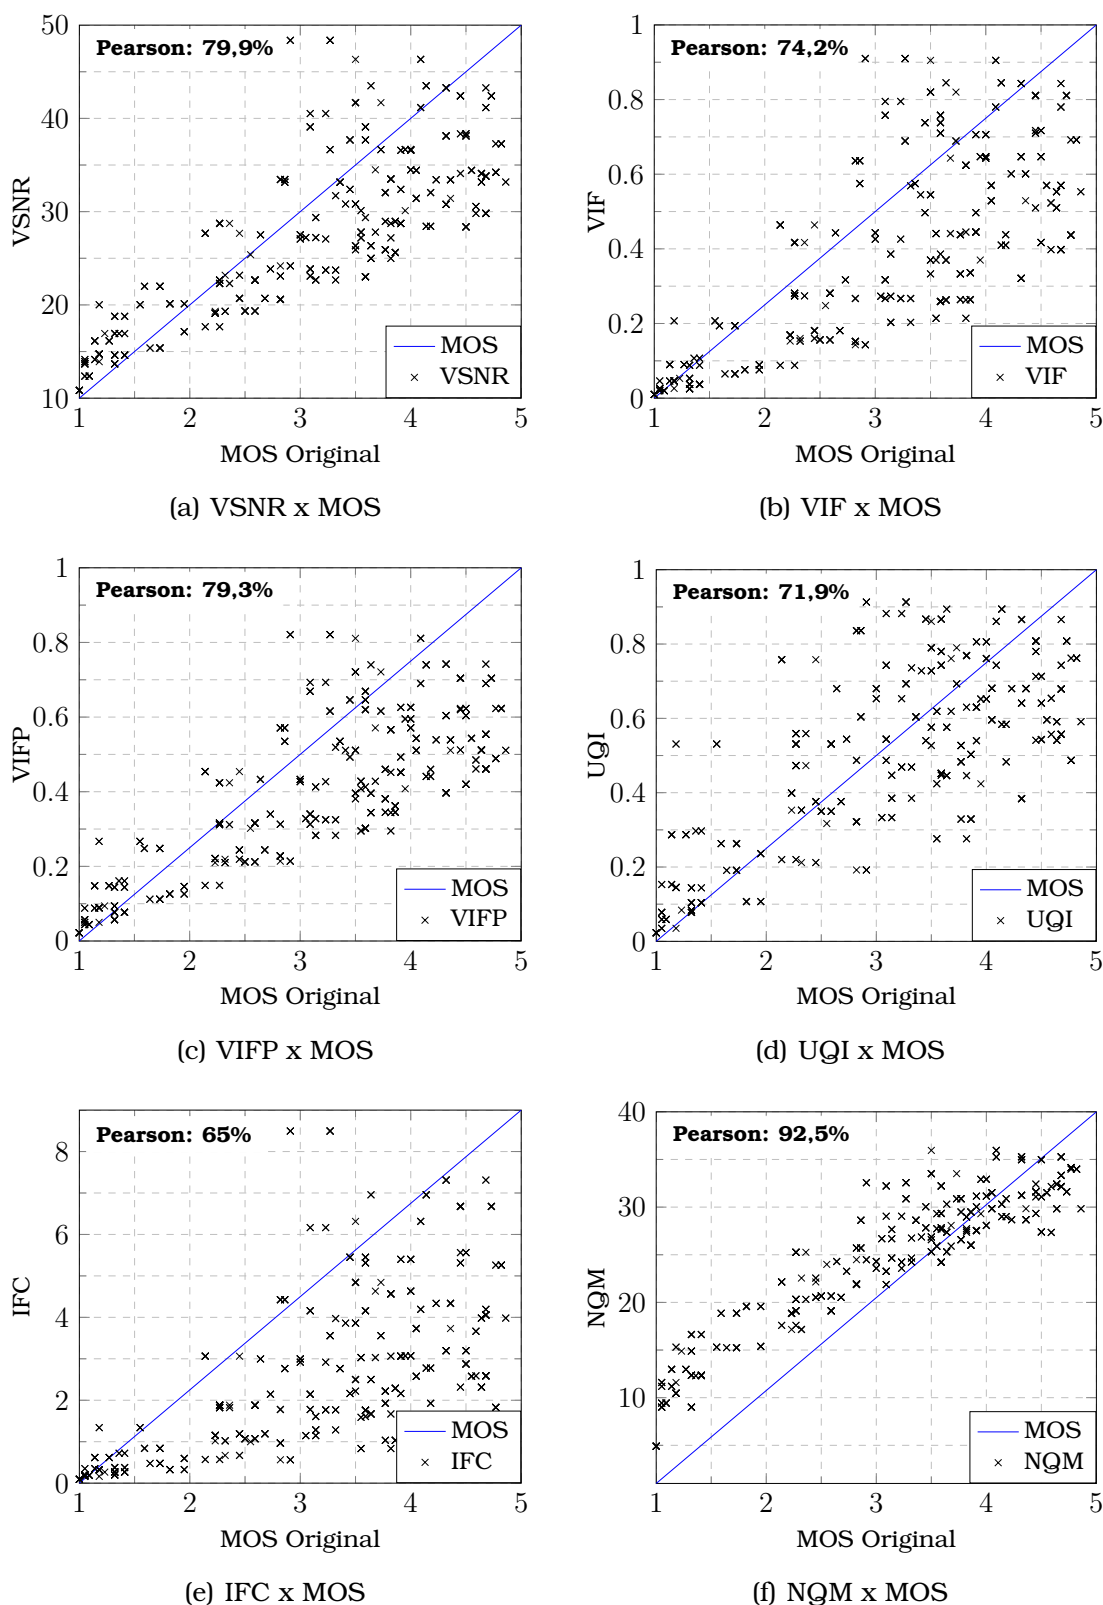 Pearson: 79,9%
50
40
30
20
10
VSNR
MOS
VSNR
1 2 3 4 5
MOS Original
(a) VSNR x MOS
Pearson: 74,2%
1
0.8
0.6
0.4
0.2
0
VIF
MOS
VIF
1 2 3 4 5
MOS Original
(b) VIF x MOS
Pearson: 79,3%
1
0.8
0.6
0.4
0.2
0
VIFP
MOS
VIFP
1 2 3 4 5
MOS Original
(c) VIFP x MOS
Pearson: 71,9%
1
0.8
0.6
0.4
0.2
0
UQI
MOS
UQI
1 2 3 4 5
MOS Original
(d) UQI x MOS
Pearson: 65%
8
6
4
2
0
IFC
MOS
IFC
1 2 3 4 5
MOS Original
(e) IFC x MOS
Pearson: 92,5%
40
30
20
10
NQM
MOS
NQM
1 2 3 4 5
MOS Original
(f) NQM x MOS